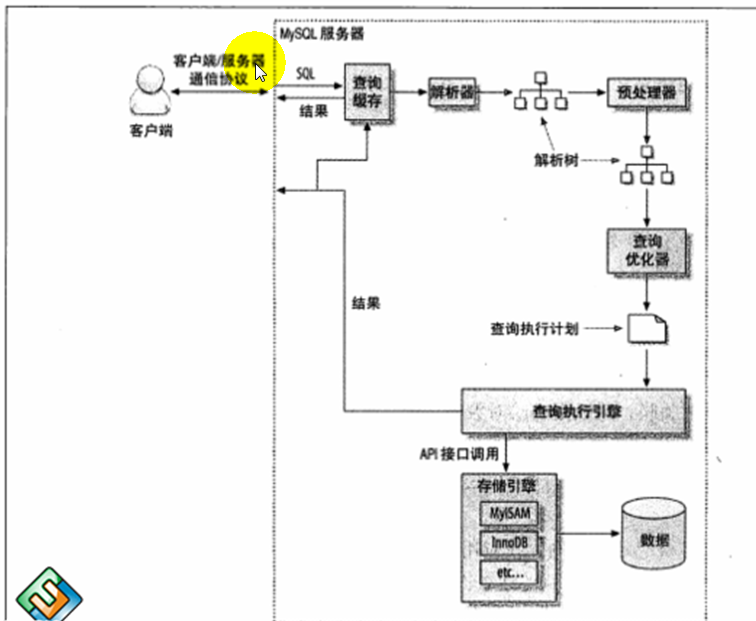 MySQL 服务器
客户端/服务器
通信协议
客户端
SQL
结果
查询
缓存
解析器
预处理器
解析树
查询
优化器
查询执行计划
结果
查询执行引擎
API 接口调用
存储引擎
MyISAM
InnoDB
etc...
数据